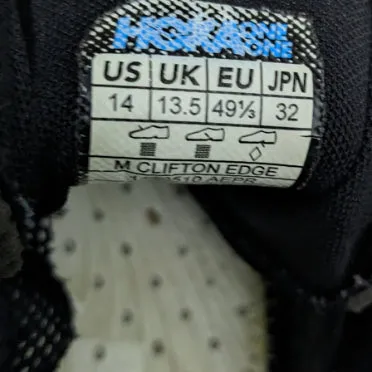 HOKA ONE ONE
US UK EU JPN
14 13.5 49⅓ 32
M CLIFTON EDGE